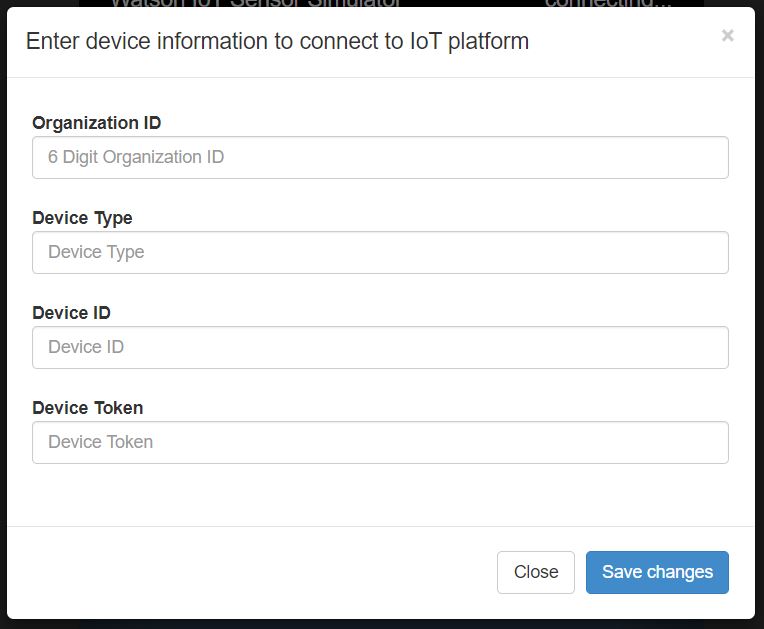 Watson IoT Sensor Simulator connecting...
Enter device information to connect to IoT platform ×
Organization ID
6 Digit Organization ID
Device Type
Device Type
Device ID
Device ID
Device Token
Device Token
Close Save changes